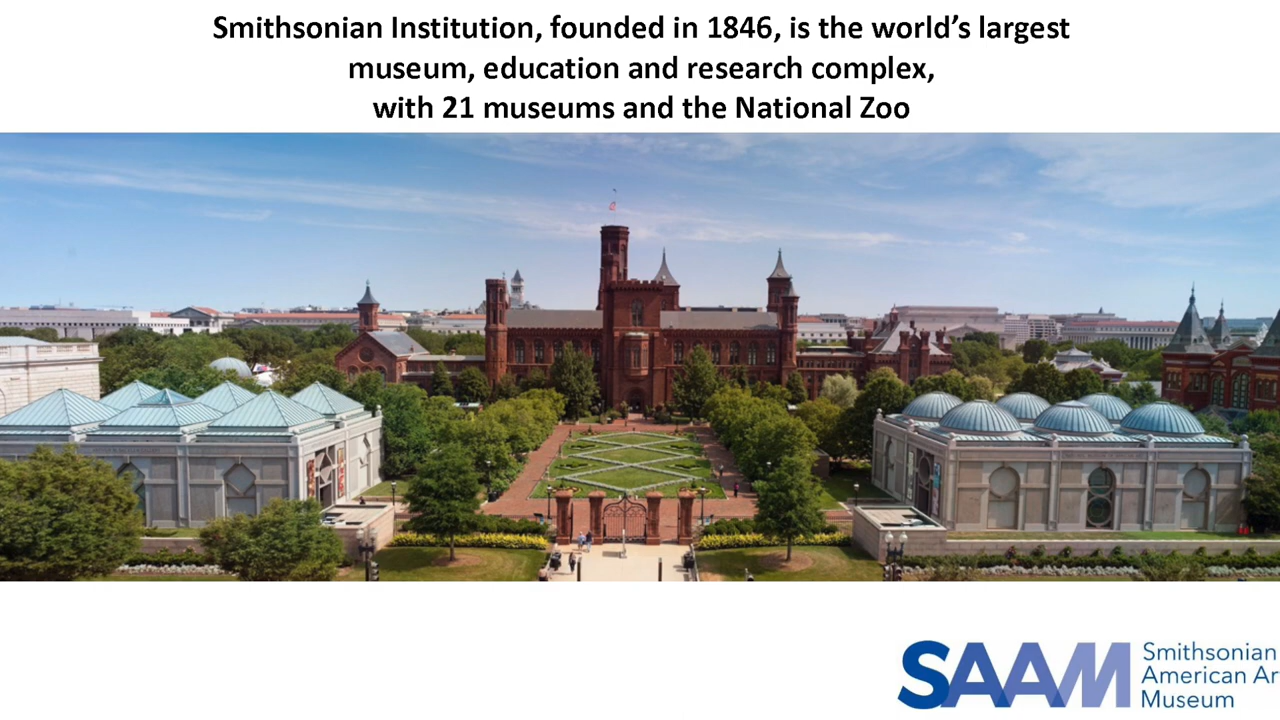 Smithsonian Institution, founded in 1846, is the world’s largest
museum, education and research complex,
with 21 museums and the National Zoo
SAAM
Smithsonian
American Ar
Museum